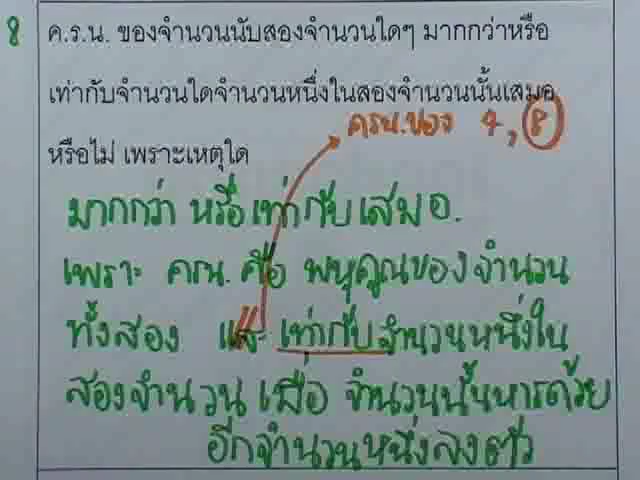 8 ค.ร.น. ของจำนวนนับสองจำนวนใดๆ มากกว่าหรือ
เท่ากับจำนวนใดจำนวนหนึ่งในสองจำนวนนั้นเสมอ
ครน.ของ 4, 8
หรือไม่ เพราะเหตุใด
มากกว่า หรือเท่ากับเสมอ.
เพราะ ครน. คือ พหุคูณของจำนวน
ทั้งสอง และ เท่ากับจำนวนหนึ่งใน
สองจำนวน เมื่อ จำนวนนั้นหารด้วย
อีกจำนวนหนึ่งลงตัว